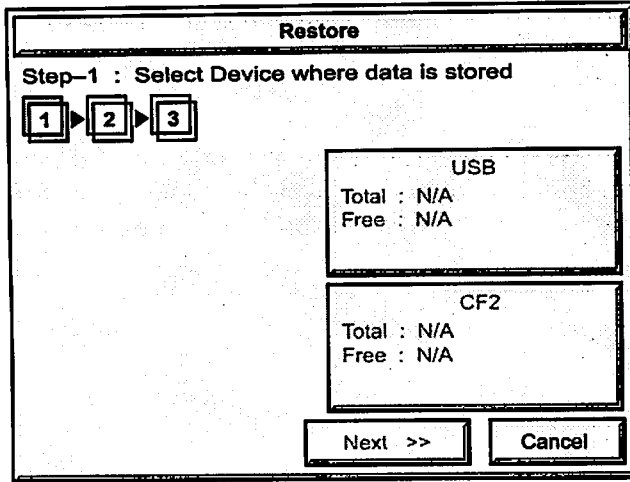 Restore
Step-1 : Select Device where data is stored
1 2 3
USB
Total : N/A
Free : N/A
CF2
Total : N/A
Free : N/A
Next >> Cancel